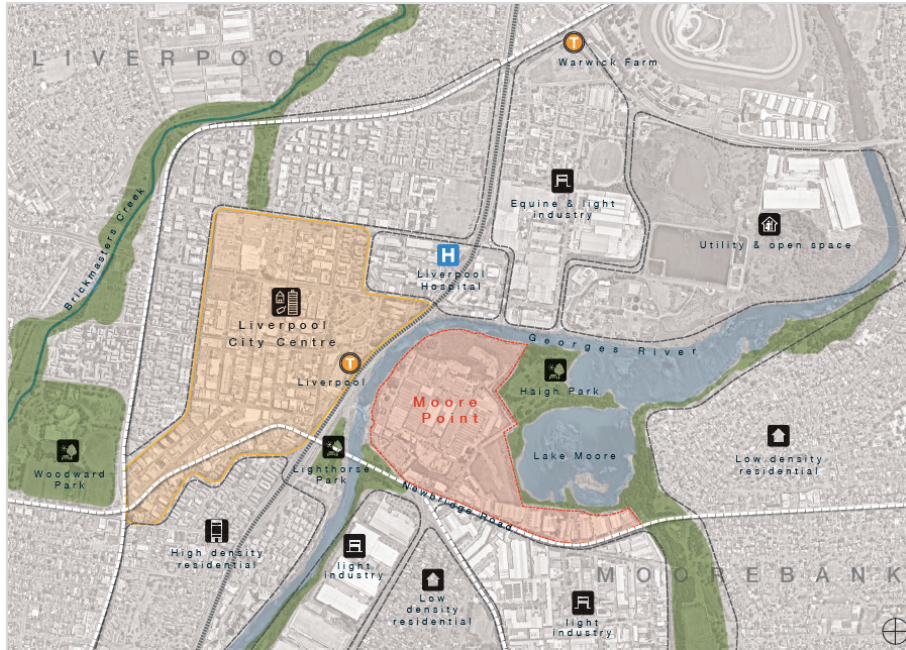 LIVERPOOL
T
Warwick Farm
Brickmasters Creek
Equine & light
industry
Utility & open space
H
Liverpool
Hospital
Liverpool
City Centre
T
Liverpool
Georges River
Moore
Point
Haigh Park
Woodward
Park
Lighthorse
Park
Lake Moore
Low density
residential
Newbridge Road
High density
residential
light
industry
Low
density
residential
light
industry
MOOREBANK